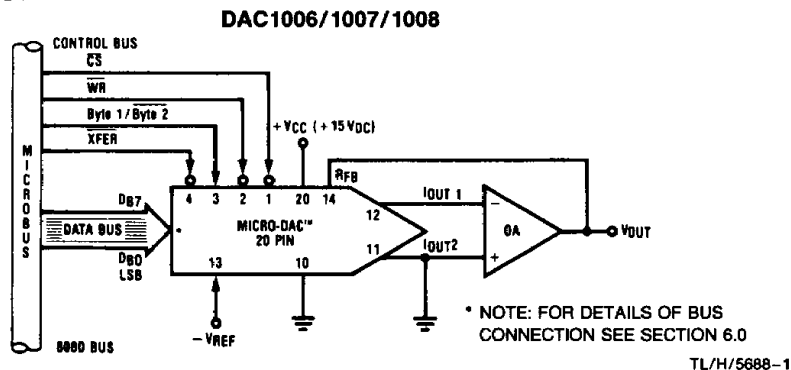 DAC1006/1007/1008
CONTROL BUS
CS
WR
Byte 1/Byte 2
XFER
+VCC (+15 VDC)
MICROBUS
RFB
4 3 2 1 20 14
DB7
DATA BUS
DB0
LSB
*
MICRO-DAC™
20 PIN
12
11
13
10
IOUT 1
IOUT2
−
+
OA
VOUT
−VREF
8080 BUS
* NOTE: FOR DETAILS OF BUS
CONNECTION SEE SECTION 6.0
TL/H/5688–1